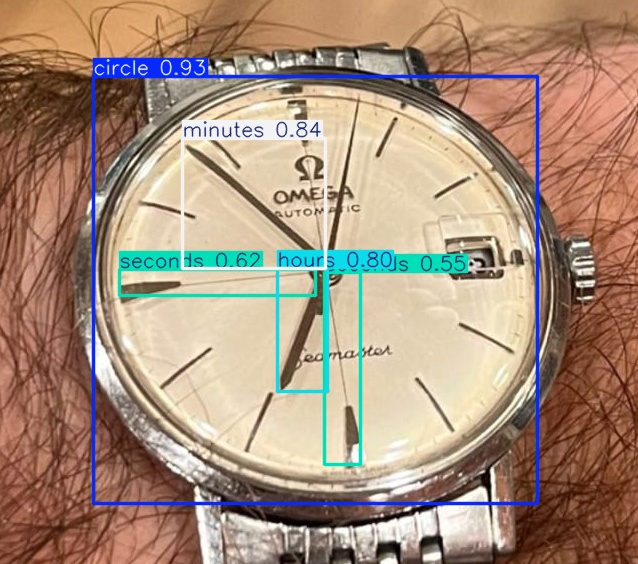 circle 0.93
minutes 0.84
Ω
OMEGA
AUTOMATIC
seconds 0.62
hours 0.80
seconds 0.55
Seamaster